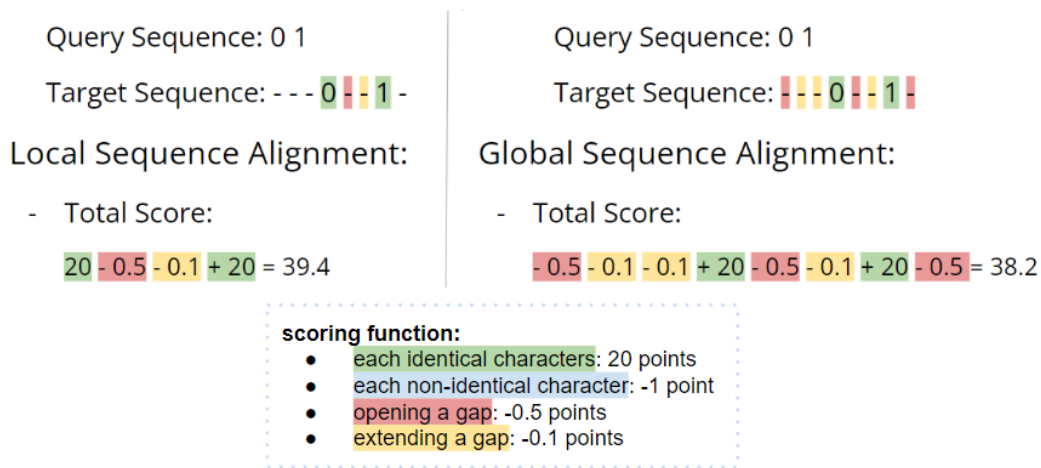 Query Sequence: 0 1
Target Sequence: - - - 0 - - 1 -
Local Sequence Alignment:
- Total Score:
20 - 0.5 - 0.1 + 20 = 39.4
Query Sequence: 0 1
Target Sequence: - - - 0 - - 1 -
Global Sequence Alignment:
- Total Score:
- 0.5 - 0.1 - 0.1 + 20 - 0.5 - 0.1 + 20 - 0.5 = 38.2
scoring function:
● each identical characters: 20 points
● each non-identical character: -1 point
● opening a gap: -0.5 points
● extending a gap: -0.1 points